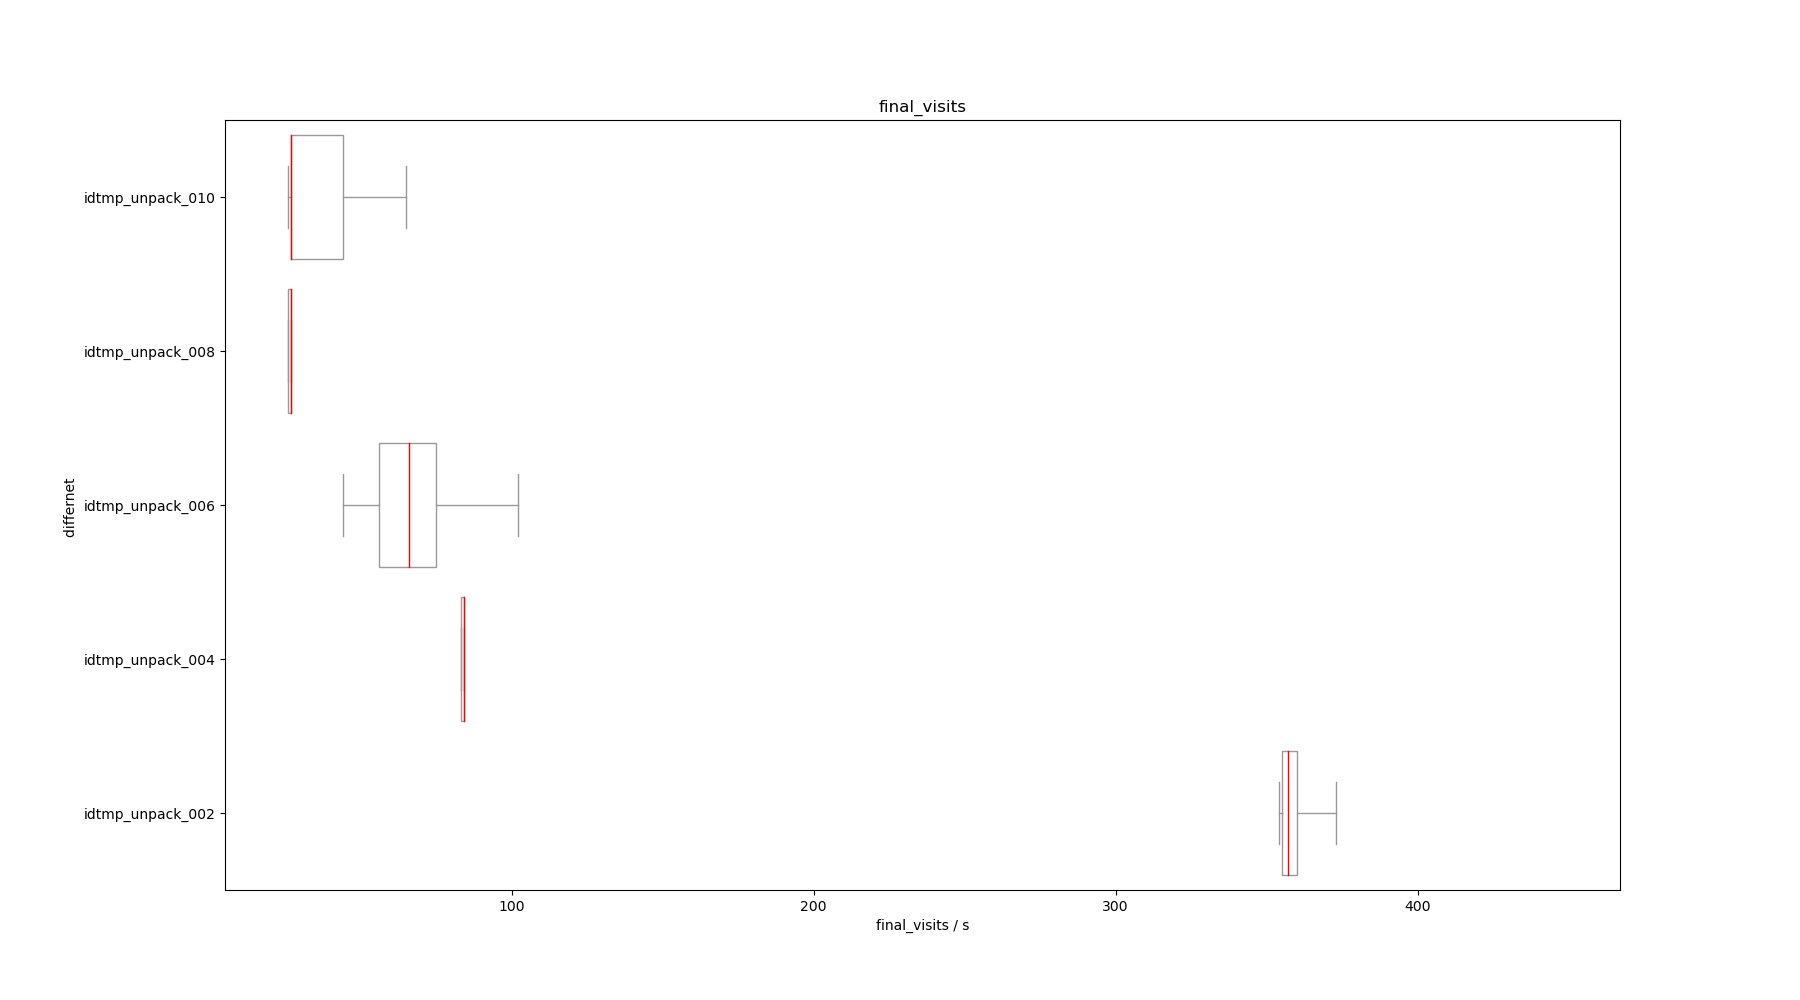 final_visits
idtmp_unpack_010
idtmp_unpack_008
idtmp_unpack_006
idtmp_unpack_004
idtmp_unpack_002
differnet
100 200 300 400
final_visits / s